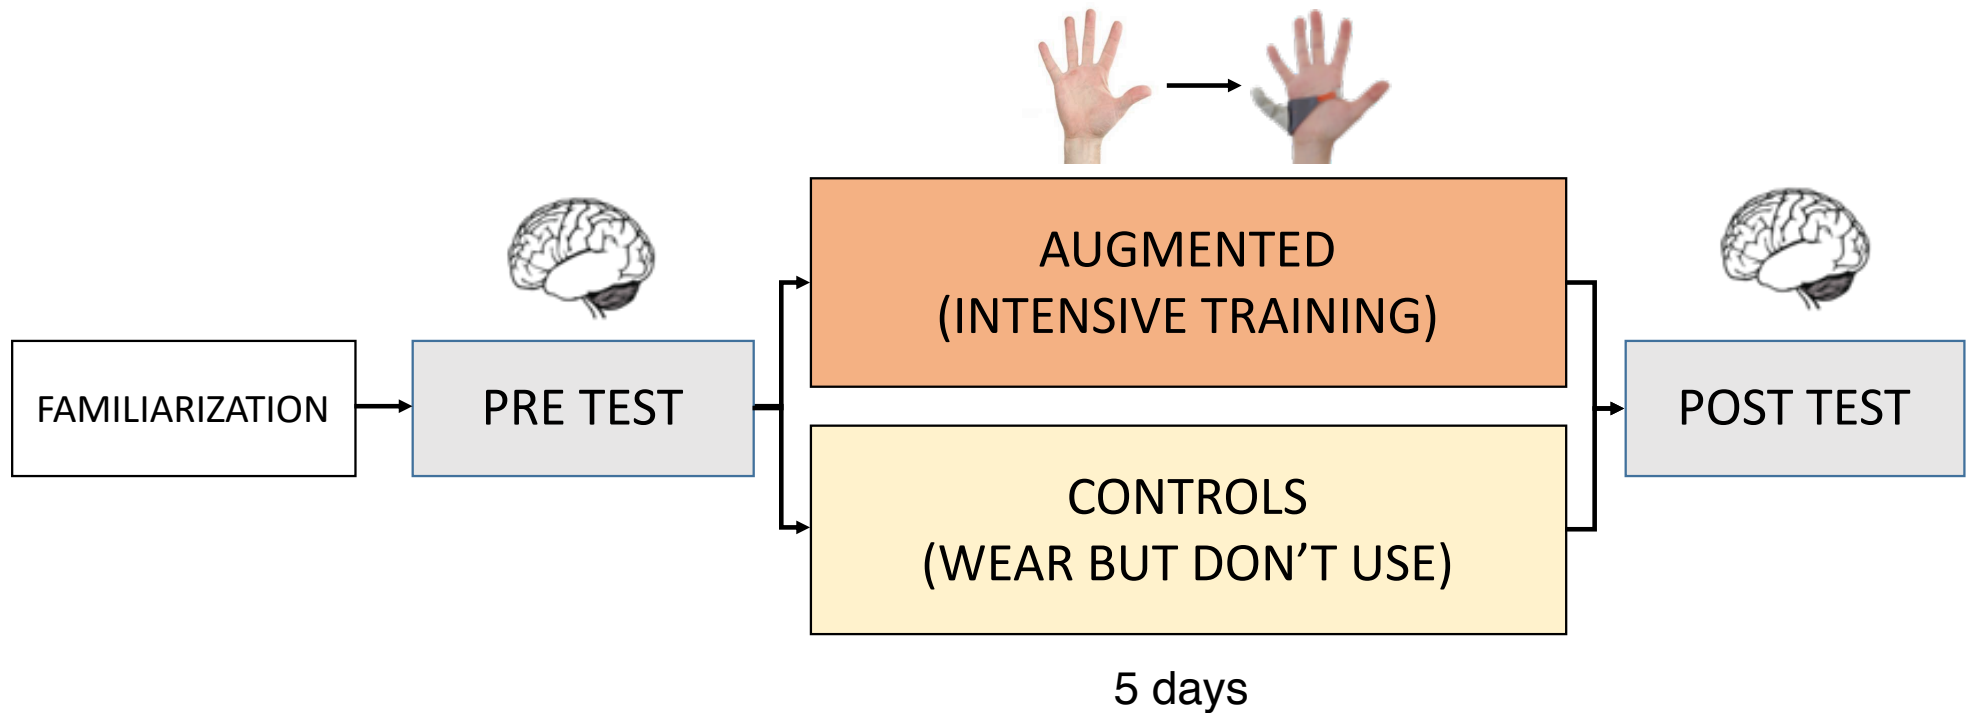 FAMILIARIZATION
PRE TEST
AUGMENTED
(INTENSIVE TRAINING)
CONTROLS
(WEAR BUT DON’T USE)
POST TEST
5 days